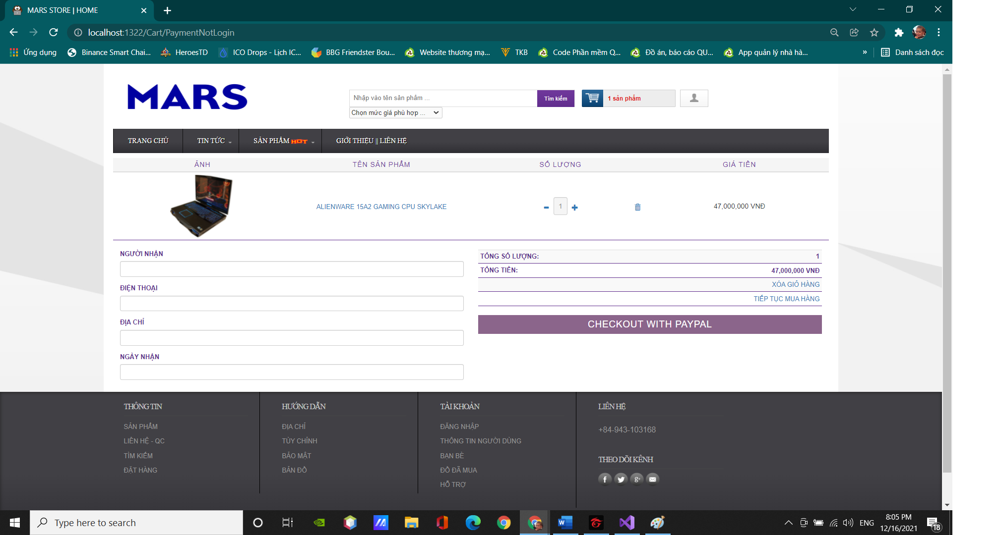 MARS STORE | HOME
localhost:1322/Cart/PaymentNotLogin
Ứng dụng
Binance Smart Chai...
HeroesTD
ICO Drops - Lịch IC...
BBG Friendster Bou...
Website thương mạ...
TKB
Code Phần mềm Q...
Đồ án, báo cáo QU...
App quản lý nhà hà...
»
Danh sách đọc
MARS
Nhập vào tên sản phẩm ...
Tìm kiếm
1 sản phẩm
Chọn mức giá phù hợp ...
TRANG CHỦ
TIN TỨC
SẢN PHẨM HOT
GIỚI THIỆU || LIÊN HỆ
ẢNH
TÊN SẢN PHẨM
SỐ LƯỢNG
GIÁ TIỀN
ALIENWARE 15A2 GAMING CPU SKYLAKE
1
47,000,000 VNĐ
NGƯỜI NHẬN
ĐIỆN THOẠI
ĐỊA CHỈ
NGÀY NHẬN
TỔNG SỐ LƯỢNG: 1
TỔNG TIỀN: 47,000,000 VNĐ
XÓA GIỎ HÀNG
TIẾP TỤC MUA HÀNG
CHECKOUT WITH PAYPAL
THÔNG TIN
SẢN PHẨM
LIÊN HỆ - QC
TÌM KIẾM
ĐẶT HÀNG
HƯỚNG DẪN
ĐỊA CHỈ
TÙY CHỈNH
BẢO MẬT
BẢN ĐỒ
TÀI KHOẢN
ĐĂNG NHẬP
THÔNG TIN NGƯỜI DÙNG
BẠN BÈ
ĐỒ ĐÃ MUA
HỖ TRỢ
LIÊN HỆ
+84-943-103168
THEO DÕI KÊNH
Type here to search
ENG
8:05 PM
12/16/2021
18